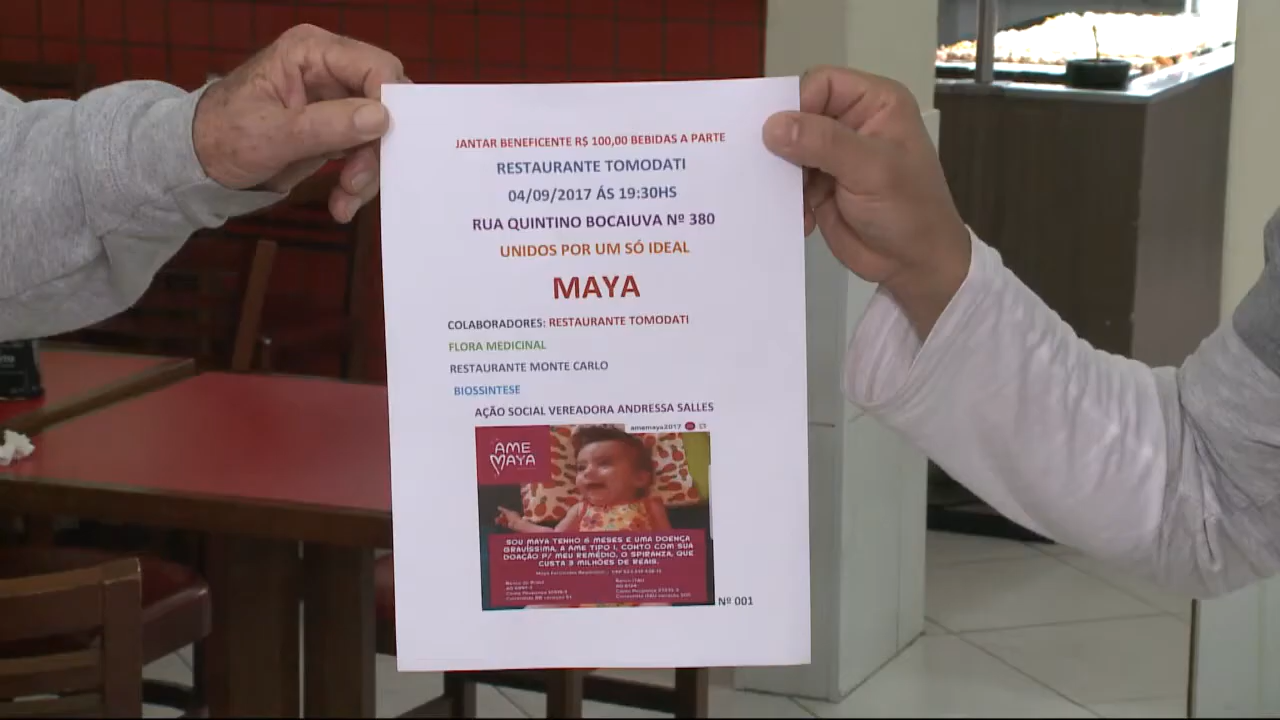 JANTAR BENEFICENTE R$ 100,00 BEBIDAS A PARTE
RESTAURANTE TOMODATI
04/09/2017 ÁS 19:30HS
RUA QUINTINO BOCAIUVA Nº 380
UNIDOS POR UM SÓ IDEAL
MAYA
COLABORADORES: RESTAURANTE TOMODATI
FLORA MEDICINAL
RESTAURANTE MONTE CARLO
BIOSSINTESE
AÇÃO SOCIAL VEREADORA ANDRESSA SALLES
amemaya2017
AME
MAYA
SOU MAYA TENHO 6 MESES E UMA DOENÇA
GRAVÍSSIMA, A AME TIPO I, CONTO COM SUA
DOAÇÃO P/ MEU REMÉDIO, O SPIRANZA, QUE
CUSTA 3 MILHÕES DE REAIS.
Nº 001